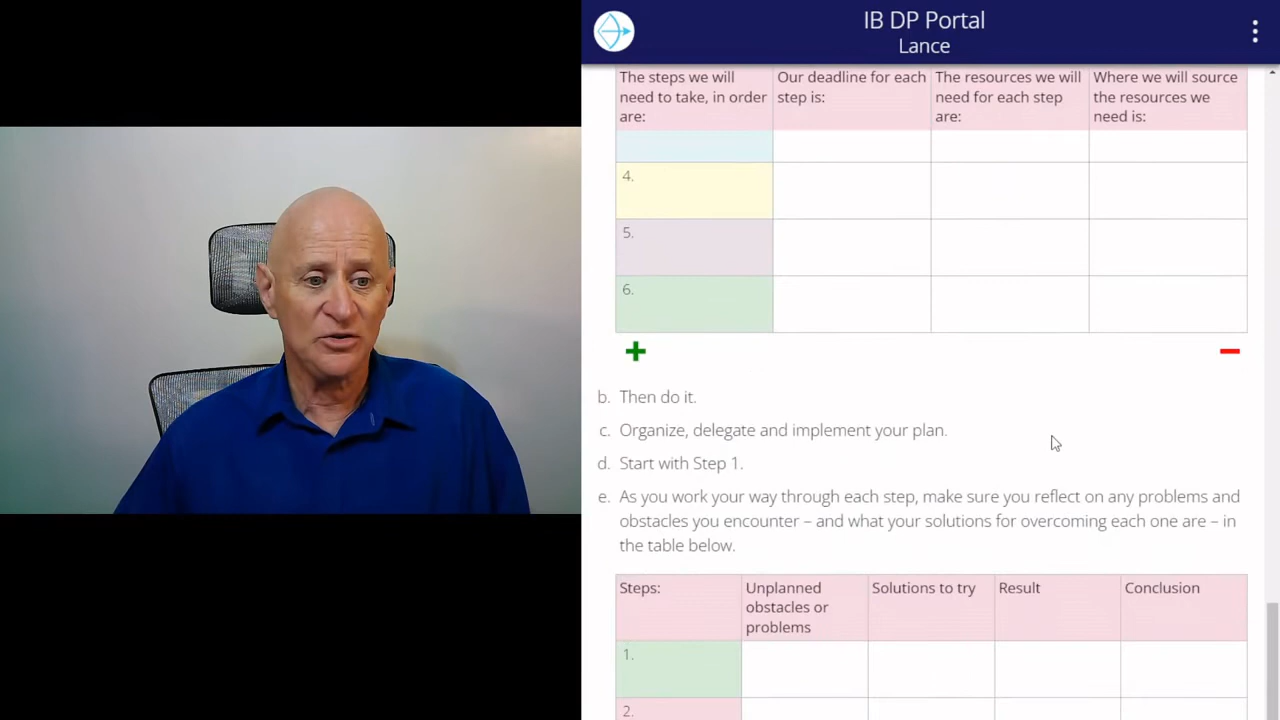 IB DP Portal
Lance
The steps we will
need to take, in order
are:
Our deadline for each
step is:
The resources we will
need for each step
are:
Where we will source
the resources we
need is:
4.
5.
6.
b. Then do it.
c. Organize, delegate and implement your plan.
d. Start with Step 1.
e. As you work your way through each step, make sure you reflect on any problems and
obstacles you encounter – and what your solutions for overcoming each one are – in
the table below.
Steps:
Unplanned
obstacles or
problems
Solutions to try
Result
Conclusion
1.
2.